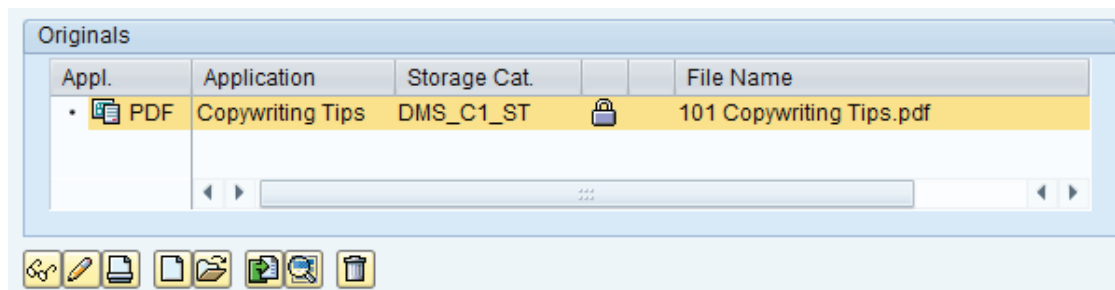 Originals
Appl. Application Storage Cat. File Name
PDF Copywriting Tips DMS_C1_ST 101 Copywriting Tips.pdf